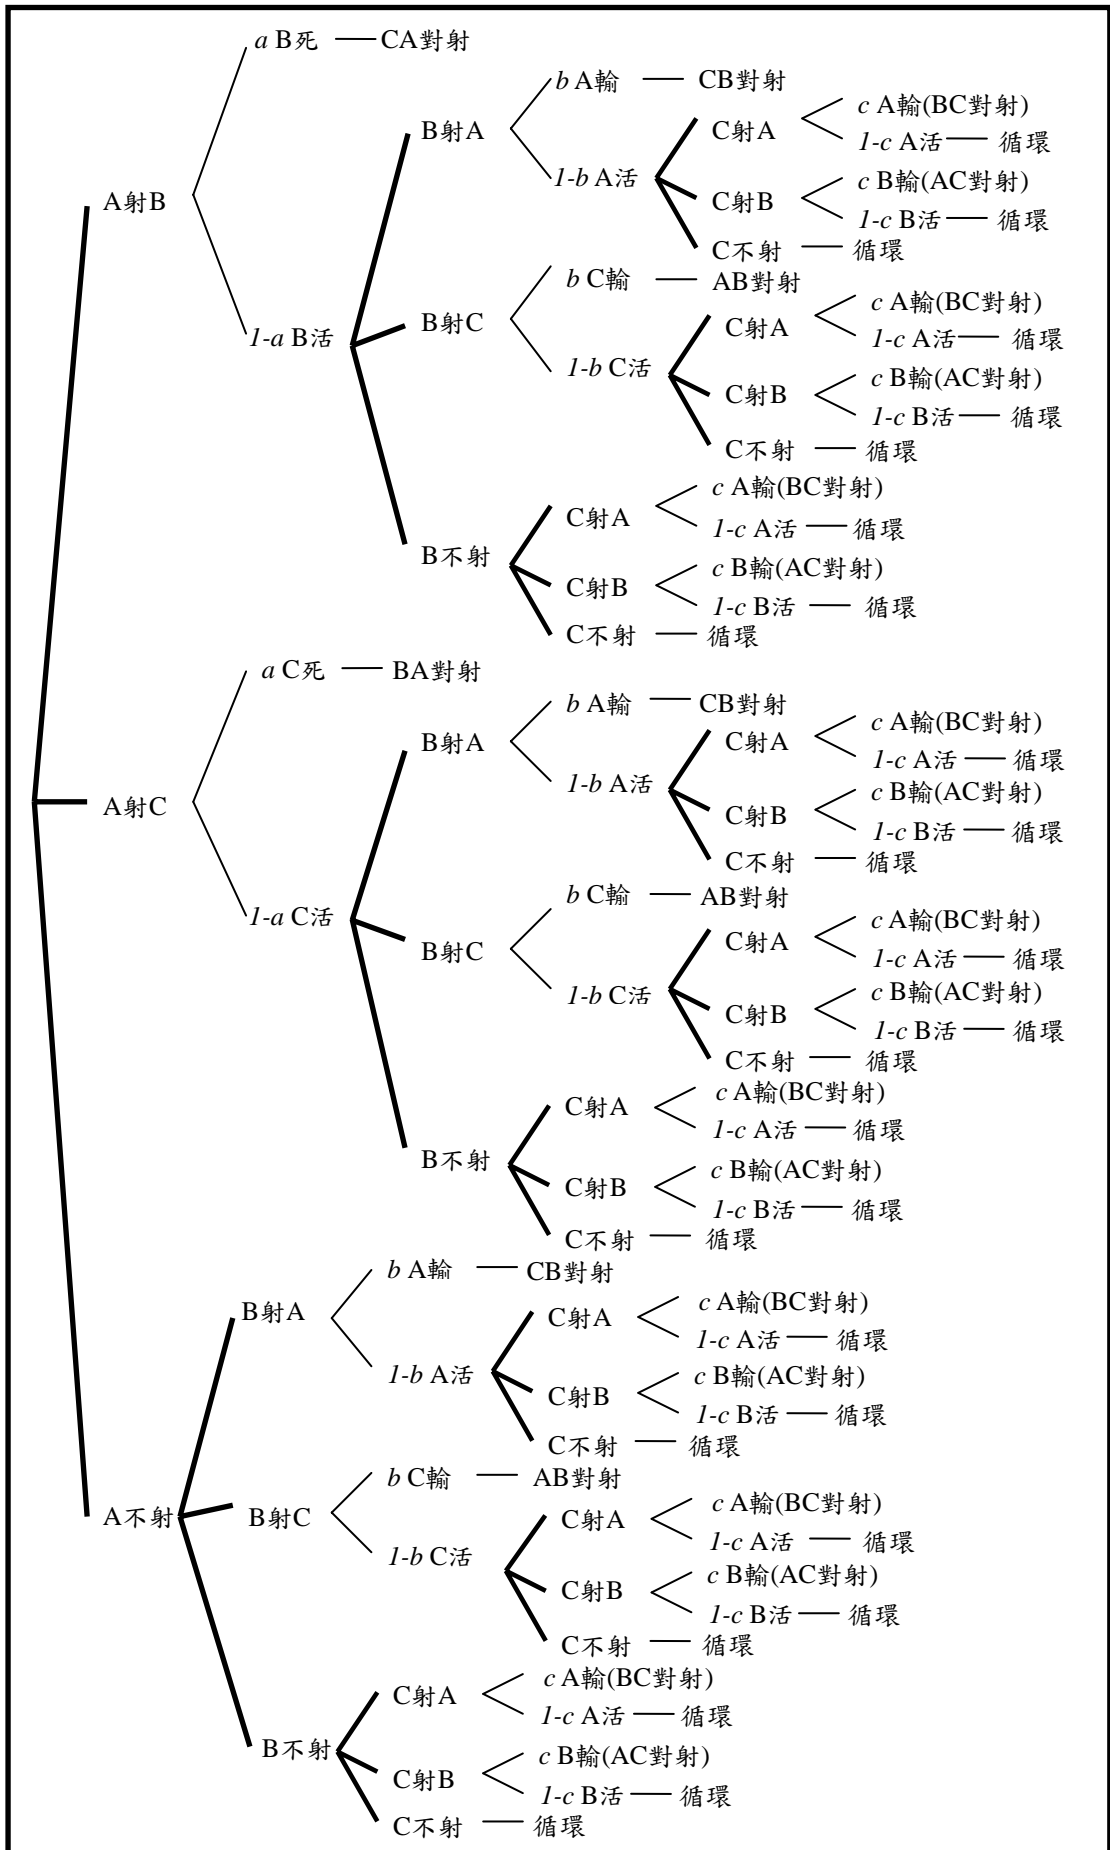 a B死 CA對射
b A輸 CB對射
c A輸(BC對射)
B射A C射A
1-c A活 循環
1-b A活 c B輸(AC對射)
A射B C射B
1-c B活 循環
C不射 循環
b C輸 AB對射
c A輸(BC對射)
B射C C射A
1-a B活 1-c A活 循環
1-b C活 c B輸(AC對射)
C射B
1-c B活 循環
C不射 循環
c A輸(BC對射)
C射A
1-c A活 循環
B不射 c B輸(AC對射)
C射B
1-c B活 循環
C不射 循環
a C死 BA對射
b A輸 CB對射
c A輸(BC對射)
B射A C射A
1-c A活 循環
1-b A活 c B輸(AC對射)
A射C C射B
1-c B活 循環
C不射 循環
b C輸 AB對射
1-a C活 c A輸(BC對射)
B射C C射A
1-c A活 循環
1-b C活 c B輸(AC對射)
C射B
1-c B活 循環
C不射 循環
c A輸(BC對射)
C射A
1-c A活 循環
B不射 c B輸(AC對射)
C射B
1-c B活 循環
C不射 循環
b A輸 CB對射
B射A c A輸(BC對射)
C射A
1-c A活 循環
1-b A活 c B輸(AC對射)
C射B
1-c B活 循環
C不射 循環
b C輸 AB對射
c A輸(BC對射)
A不射 B射C C射A
1-c A活 循環
1-b C活 c B輸(AC對射)
C射B
1-c B活 循環
C不射 循環
c A輸(BC對射)
C射A
1-c A活 循環
B不射 c B輸(AC對射)
C射B
1-c B活 循環
C不射 循環